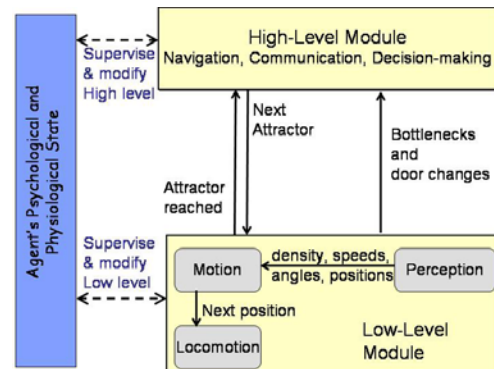 Agent's Psychological and
Physiological State
Supervise
& modify
High level
High-Level Module
Navigation, Communication, Decision-making
Next
Attractor
Attractor
reached
Bottlenecks
and
door changes
Supervise
& modify
Low level
Motion
density, speeds,
angles, positions
Perception
Next position
Locomotion
Low-Level
Module